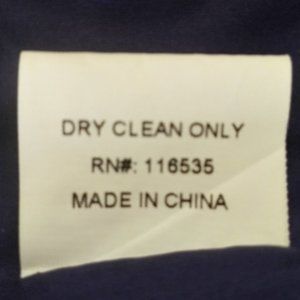 DRY CLEAN ONLY
RN#: 116535
MADE IN CHINA